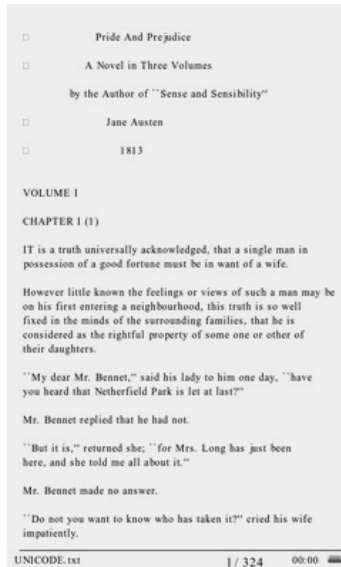 □ Pride And Prejudice
□ A Novel in Three Volumes
by the Author of ``Sense and Sensibility"
□ Jane Austen
□ 1813
VOLUME I
CHAPTER I (1)
IT is a truth universally acknowledged, that a single man in
possession of a good fortune must be in want of a wife.
However little known the feelings or views of such a man may be
on his first entering a neighbourhood, this truth is so well
fixed in the minds of the surrounding families, that he is
considered as the rightful property of some one or other of
their daughters.
``My dear Mr. Bennet," said his lady to him one day, ``have
you heard that Netherfield Park is let at last?"
Mr. Bennet replied that he had not.
``But it is," returned she; ``for Mrs. Long has just been
here, and she told me all about it."
Mr. Bennet made no answer.
``Do not you want to know who has taken it?" cried his wife
impatiently.
UNICODE.txt 1/324 00:00